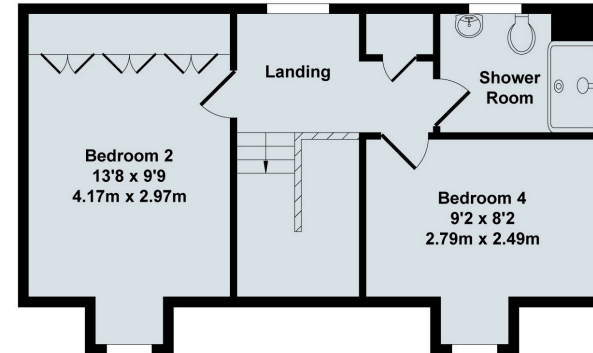 Landing
Shower
Room
Bedroom 2
13'8 x 9'9
4.17m x 2.97m
Bedroom 4
9'2 x 8'2
2.79m x 2.49m